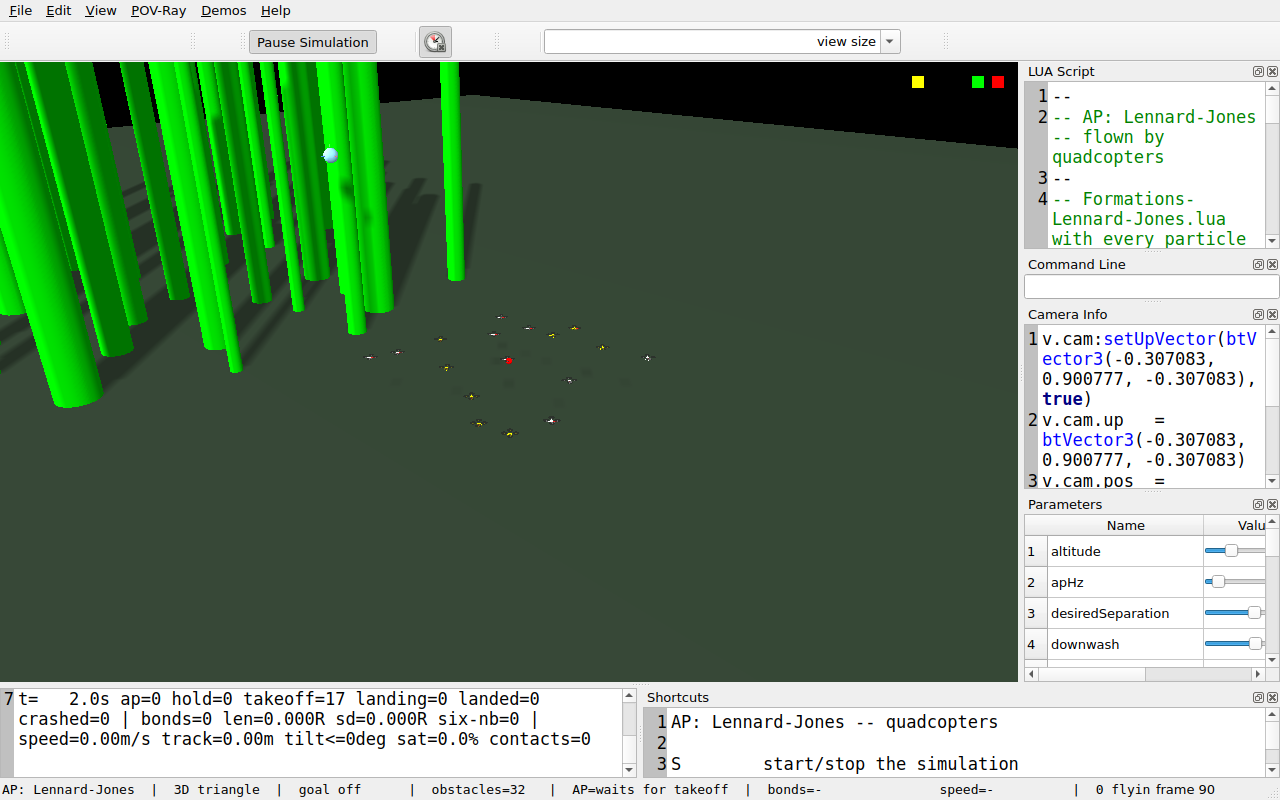 File Edit View POV-Ray Demos Help
Pause Simulation
view size
LUA Script
1 --
2 -- AP: Lennard-Jones
-- flown by
quadcopters
3 --
4 -- Formations-
Lennard-Jones.lua
with every particle
Command Line
Camera Info
1 v.cam:setUpVector(btV
ector3(-0.307083,
0.900777, -0.307083),
true)
2 v.cam.up   =
btVector3(-0.307083,
0.900777, -0.307083)
3 v.cam.pos  =
Parameters
Name Valu
1 altitude
2 apHz
3 desiredSeparation
4 downwash
7 t=   2.0s ap=0 hold=0 takeoff=17 landing=0 landed=0
crashed=0 | bonds=0 len=0.000R sd=0.000R six-nb=0 |
speed=0.00m/s track=0.00m tilt<=0deg sat=0.0% contacts=0
Shortcuts
1 AP: Lennard-Jones -- quadcopters
2
3 S        start/stop the simulation
AP: Lennard-Jones | 3D triangle | goal off | obstacles=32 | AP=waits for takeoff | bonds=- speed=- | 0 flyin frame 90